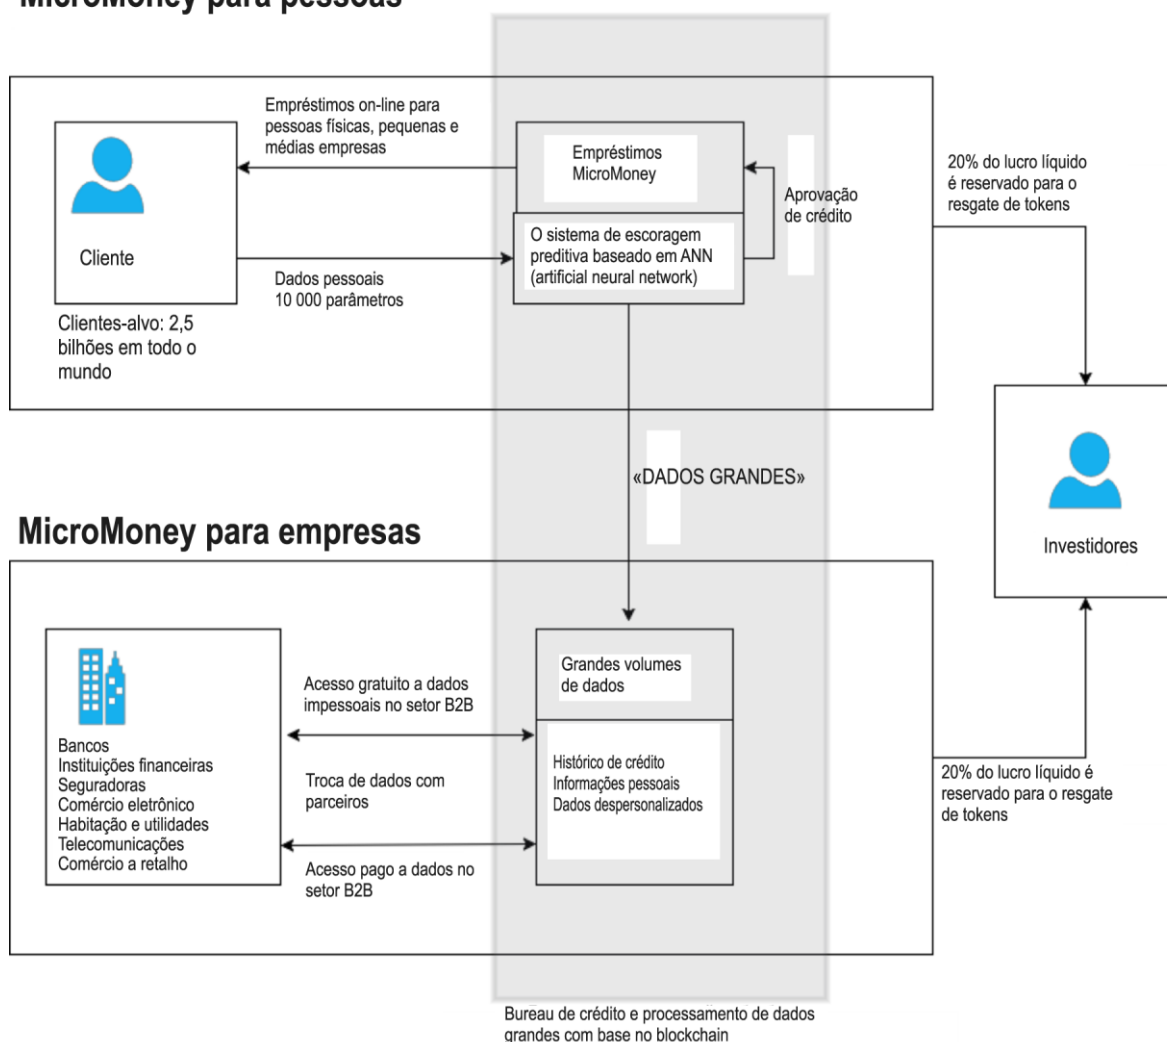 MicroMoney para pessoas
Empréstimos on-line para
pessoas físicas, pequenas e
médias empresas
Empréstimos
MicroMoney
Aprovação
de crédito
20% do lucro líquido
é reservado para o
resgate de tokens
O sistema de escoragem
preditiva baseado em ANN
(artificial neural network)
Cliente
Dados pessoais
10 000 parâmetros
Clientes-alvo: 2,5
bilhões em todo o
mundo
«DADOS GRANDES»
Investidores
MicroMoney para empresas
Grandes volumes
de dados
Acesso gratuito a dados
impessoais no setor B2B
Bancos
Instituições financeiras
Seguradoras
Comércio eletrônico
Habitação e utilidades
Telecomunicações
Comércio a retalho
Troca de dados com
parceiros
Histórico de crédito
Informações pessoais
Dados despersonalizados
Acesso pago a dados no
setor B2B
20% do lucro líquido é
reservado para o resgate
de tokens
Bureau de crédito e processamento de dados
grandes com base no blockchain